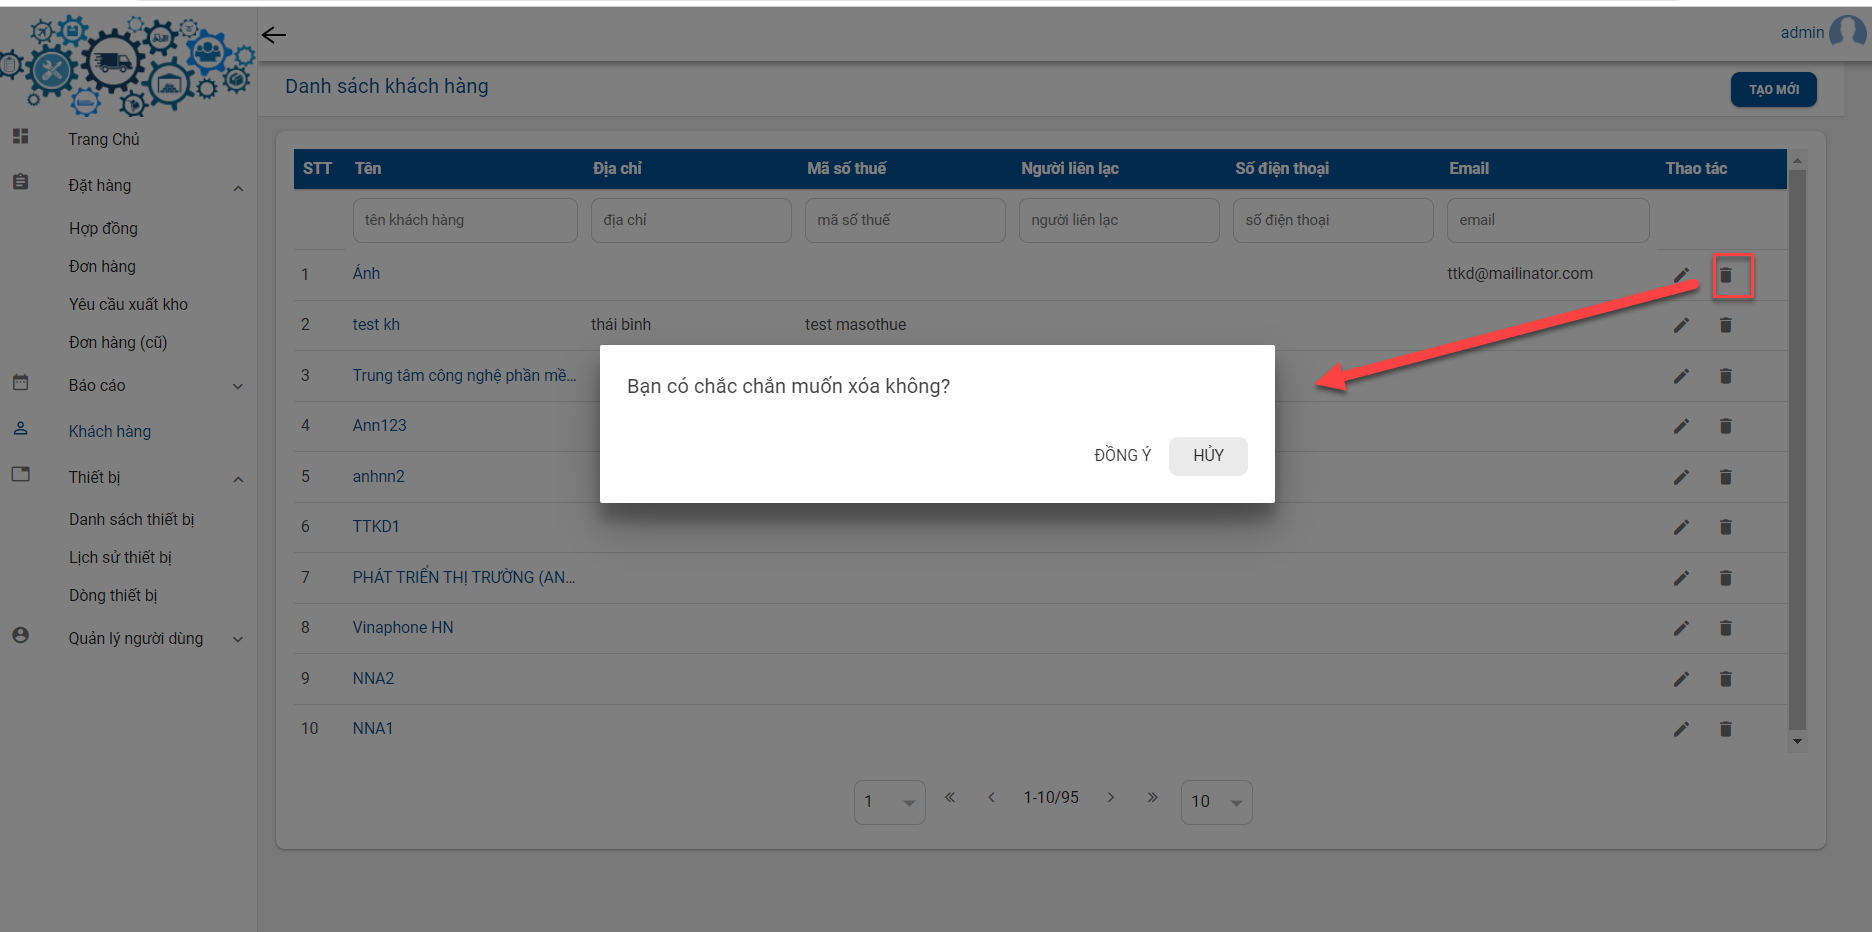 admin
Danh sách khách hàng
TẠO MỚI
Trang Chủ
Đặt hàng
Hợp đồng
Đơn hàng
Yêu cầu xuất kho
Đơn hàng (cũ)
Báo cáo
Khách hàng
Thiết bị
Danh sách thiết bị
Lịch sử thiết bị
Dòng thiết bị
Quản lý người dùng
STT Tên Địa chỉ Mã số thuế Người liên lạc Số điện thoại Email Thao tác
tên khách hàng địa chỉ mã số thuế người liên lạc số điện thoại email
1 Ánh ttkd@mailinator.com
2 test kh thái bình test masothue
3 Trung tâm công nghệ phần mề...
4 Ann123
5 anhnn2
6 TTKD1
7 PHÁT TRIỂN THỊ TRƯỜNG (AN...
8 Vinaphone HN
9 NNA2
10 NNA1
Bạn có chắc chắn muốn xóa không?
ĐỒNG Ý HỦY
1 « ‹ 1-10/95 › » 10